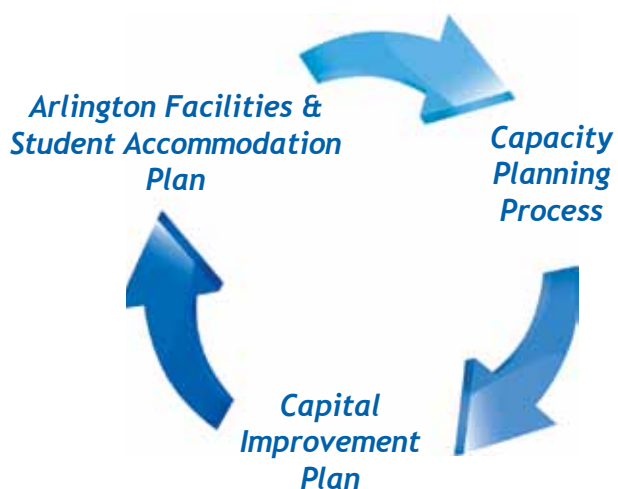 Arlington Facilities &
Student Accommodation
Plan
Capacity
Planning
Process
Capital
Improvement
Plan